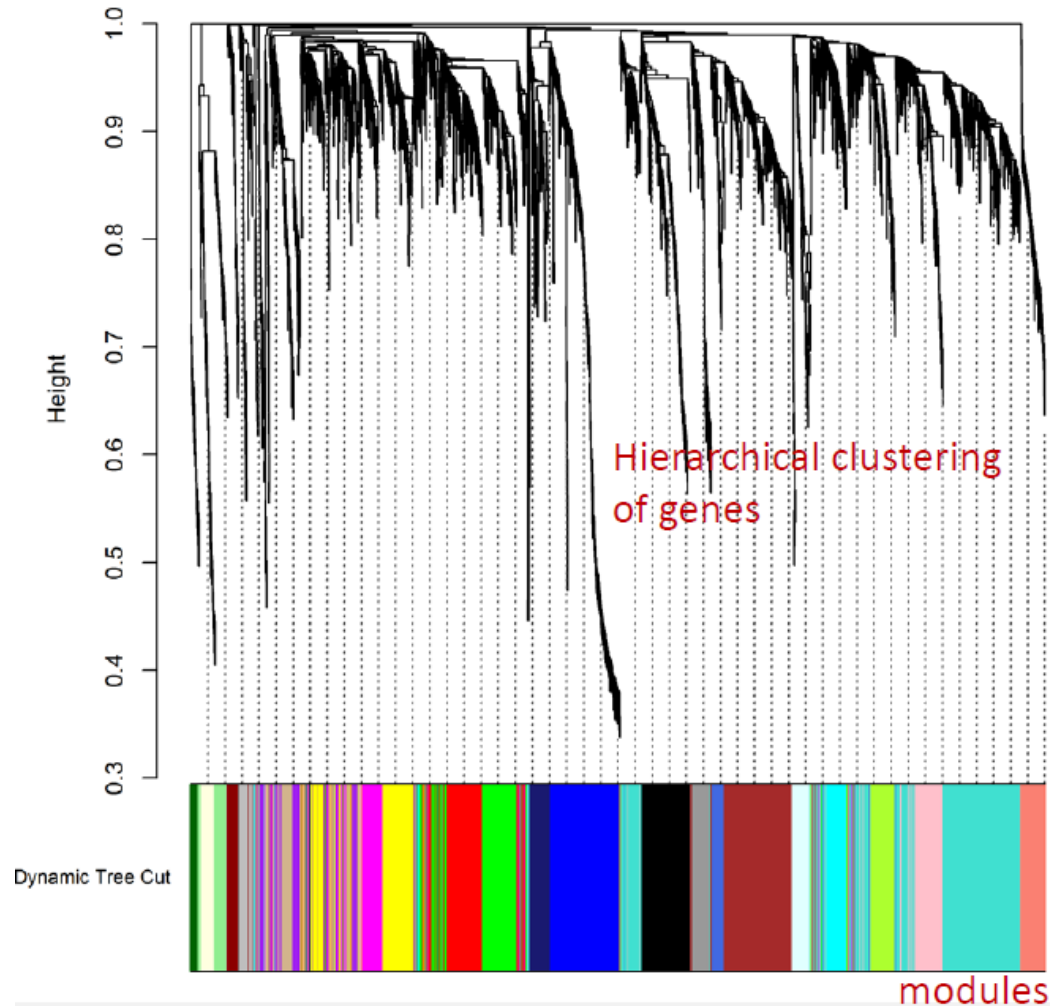 1.0
0.9
0.8
0.7
0.6
0.5
0.4
0.3
Height
Hierarchical clustering
of genes
Dynamic Tree Cut
modules